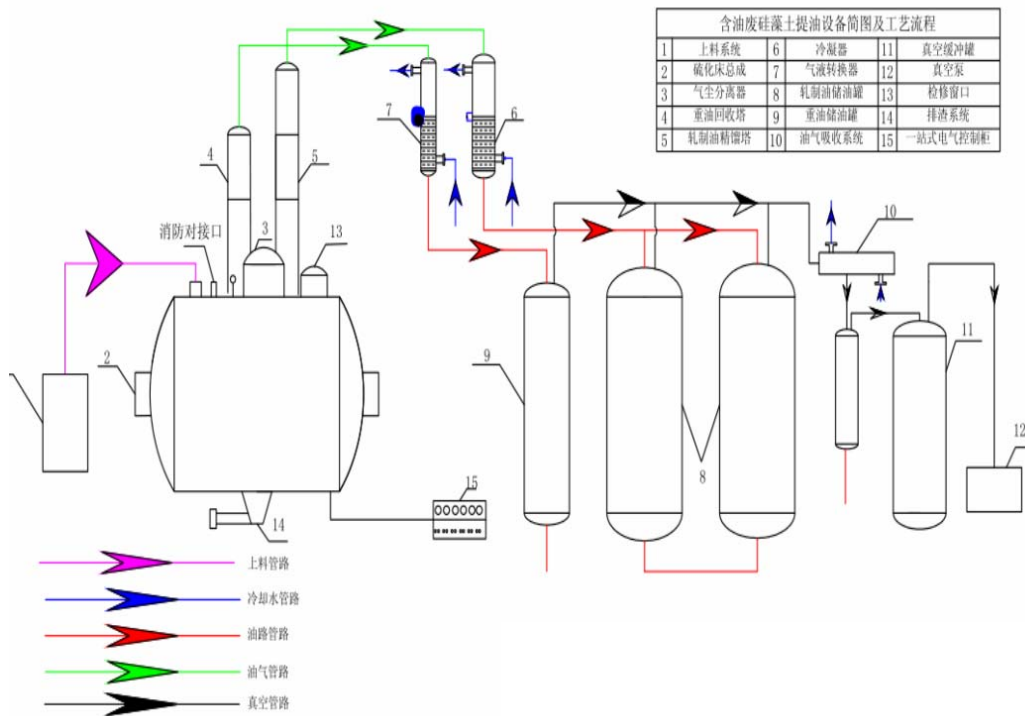 含油废硅藻土提油设备简图及工艺流程
1 上料系统 6 冷凝器 11 真空缓冲罐
2 硫化床总成 7 气液转换器 12 真空泵
3 气尘分离器 8 轧制油储油罐 13 检修窗口
4 重油回收塔 9 重油储油罐 14 排渣系统
5 轧制油精馏塔 10 油气吸收系统 15 一站式电气控制柜
7
6
4
5
消防对接口
3
13
10
2
9
11
8
12
15
14
上料管路
冷却水管路
油路管路
油气管路
真空管路